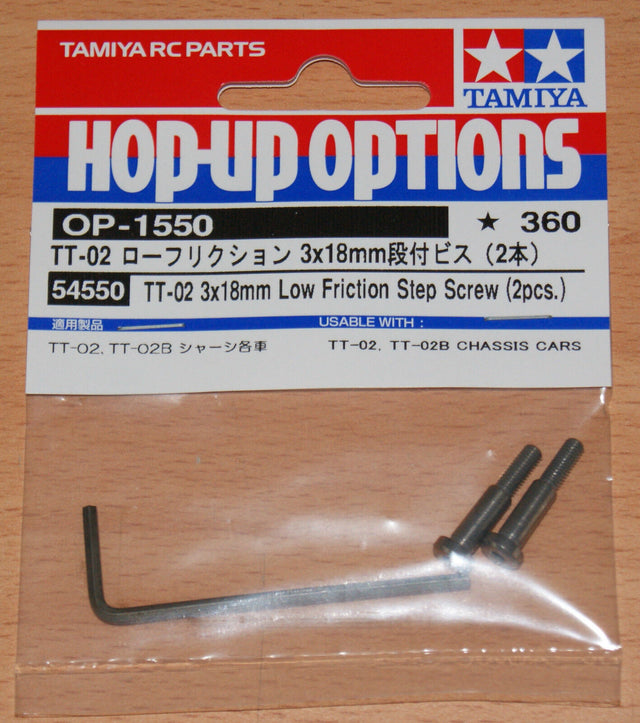 TAMIYA RC PARTS
TAMIYA
HOP-UP OPTIONS
OP-1550 ★ 360
TT-02 ローフリクション 3x18mm段付ビス（2本）
54550 TT-02 3x18mm Low Friction Step Screw (2pcs.)
適用製品 USABLE WITH :
TT-02、TT-02B シャーシ各車 TT-02, TT-02B CHASSIS CARS